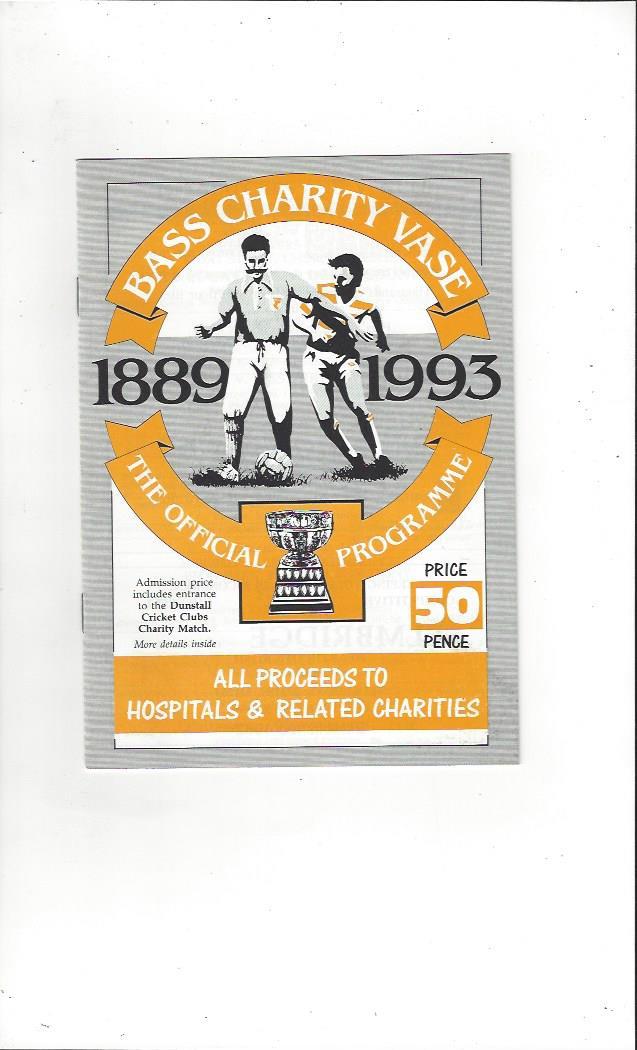 BASS CHARITY VASE
1889 1993
THE OFFICIAL PROGRAMME
Admission price
includes entrance
to the Dunstall
Cricket Clubs
Charity Match.
More details inside
PRICE
50
PENCE
ALL PROCEEDS TO
HOSPITALS & RELATED CHARITIES